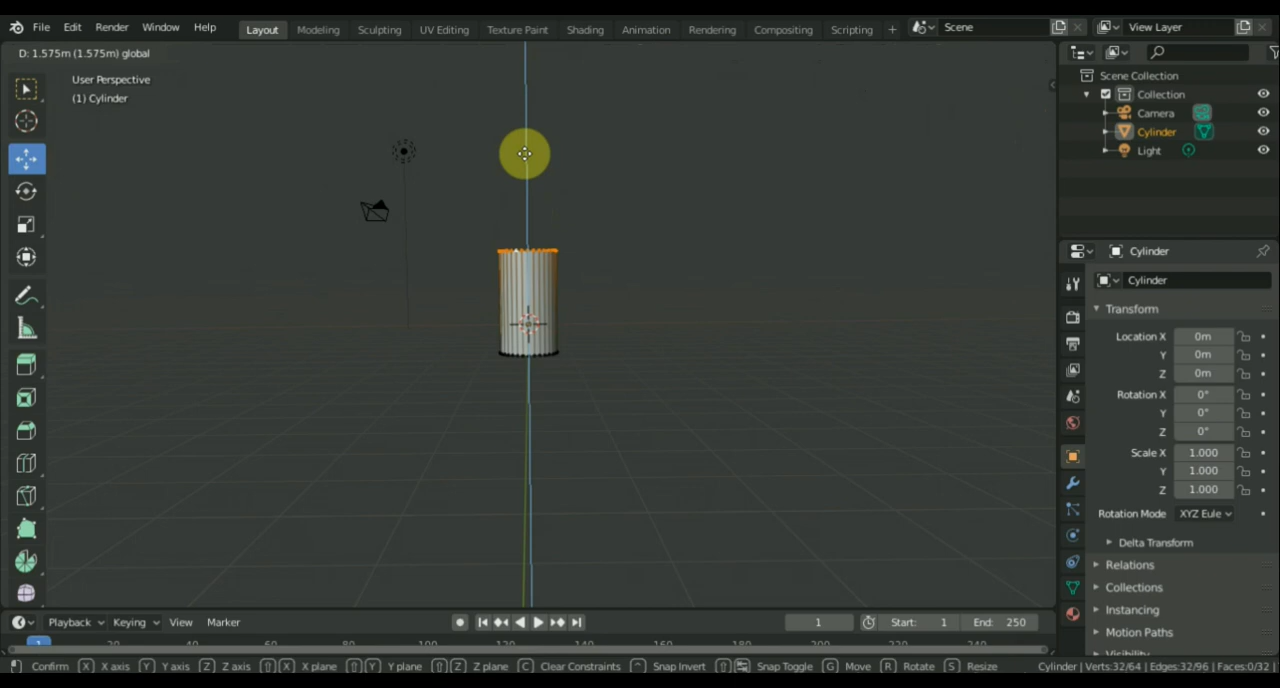 File Edit Render Window Help Layout Modeling Sculpting UV Editing Texture Paint Shading Animation Rendering Compositing Scripting + Scene View Layer
D: 1.575m (1.575m) global
User Perspective
(1) Cylinder
Scene Collection
Collection
Camera
Cylinder
Light
Cylinder
Cylinder
Transform
Location X 0m
Y 0m
Z 0m
Rotation X 0°
Y 0°
Z 0°
Scale X 1.000
Y 1.000
Z 1.000
Rotation Mode XYZ Eule
Delta Transform
Relations
Collections
Instancing
Motion Paths
Visibility
Playback Keying View Marker 1 Start: 1 End: 250
1 20 40 60 80 100 120 140 160 180 200 220 240
Confirm X X axis Y Y axis Z Z axis X X plane Y Y plane Z Z plane C Clear Constraints ^ Snap Invert Snap Toggle G Move R Rotate S Resize Cylinder | Verts:32/64 | Edges:32/96 | Faces:0/32 |